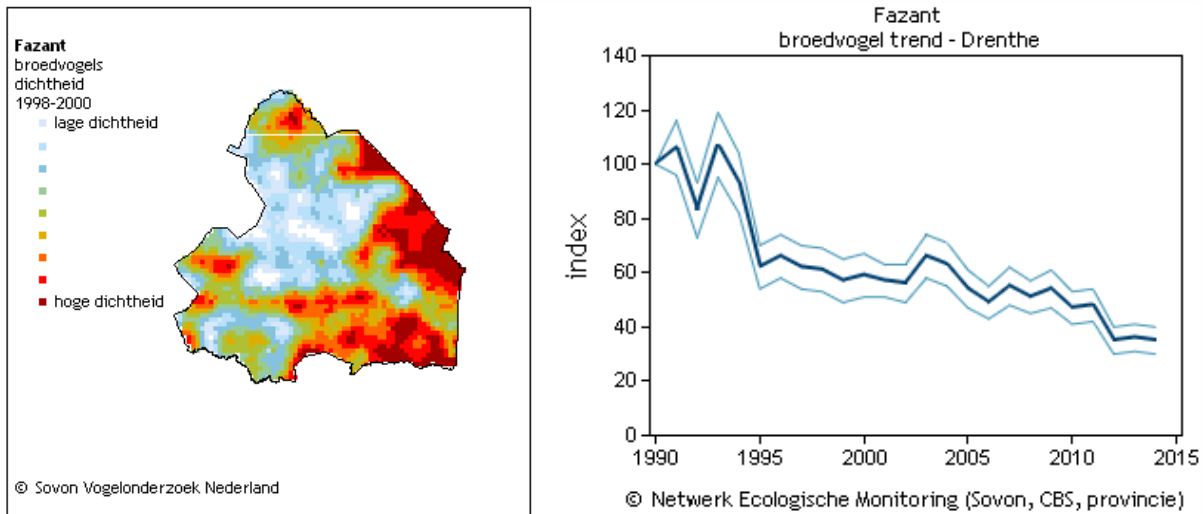 Fazant
broedvogels
dichtheid
1998-2000
lage dichtheid
hoge dichtheid
© Sovon Vogelonderzoek Nederland
Fazant
broedvogel trend - Drenthe
index
140
120
100
80
60
40
20
0
1990 1995 2000 2005 2010 2015
© Netwerk Ecologische Monitoring (Sovon, CBS, provincie)